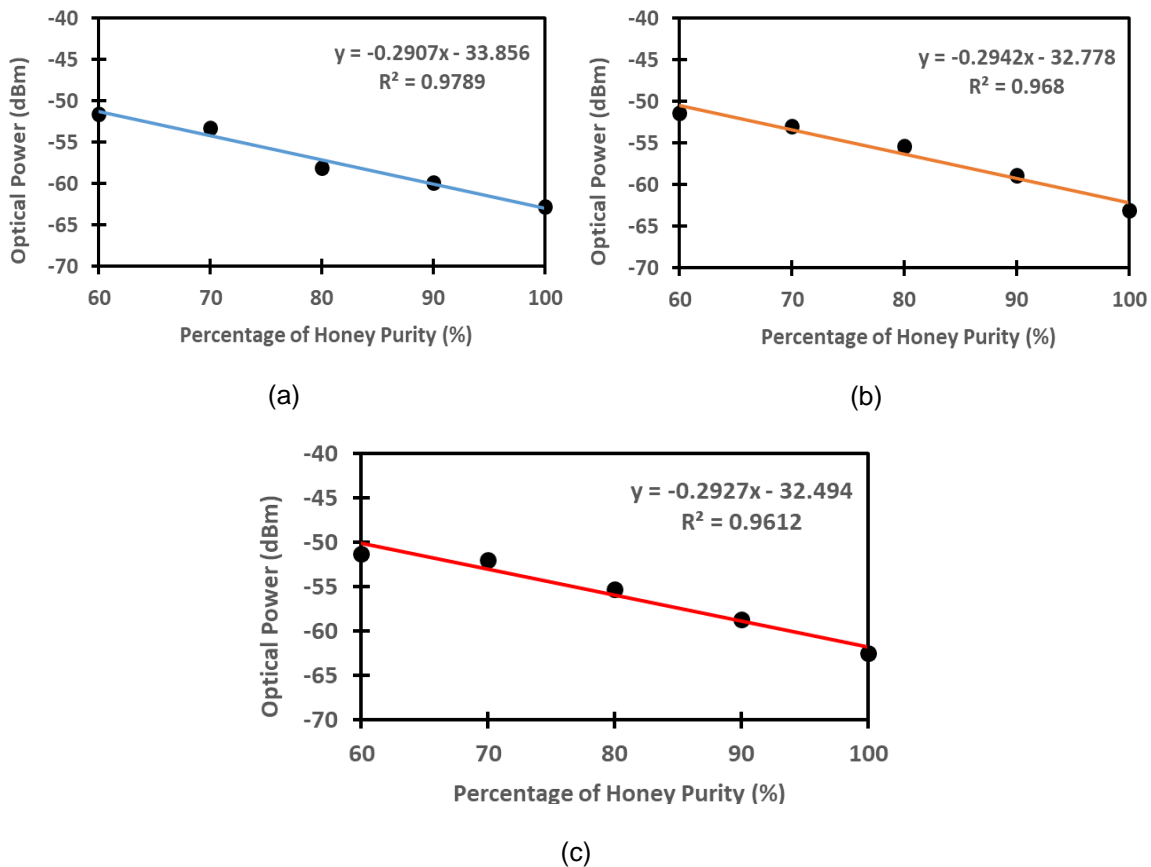 -40
-45
-50
-55
-60
-65
-70
Optical Power (dBm)
y = -0.2907x - 33.856
R² = 0.9789
60 70 80 90 100
Percentage of Honey Purity (%)
(a)
-40
-45
-50
-55
-60
-65
-70
Optical Power (dBm)
y = -0.2942x - 32.778
R² = 0.968
60 70 80 90 100
Percentage of Honey Purity (%)
(b)
-40
-45
-50
-55
-60
-65
-70
Optical Power (dBm)
y = -0.2927x - 32.494
R² = 0.9612
60 70 80 90 100
Percentage of Honey Purity (%)
(c)